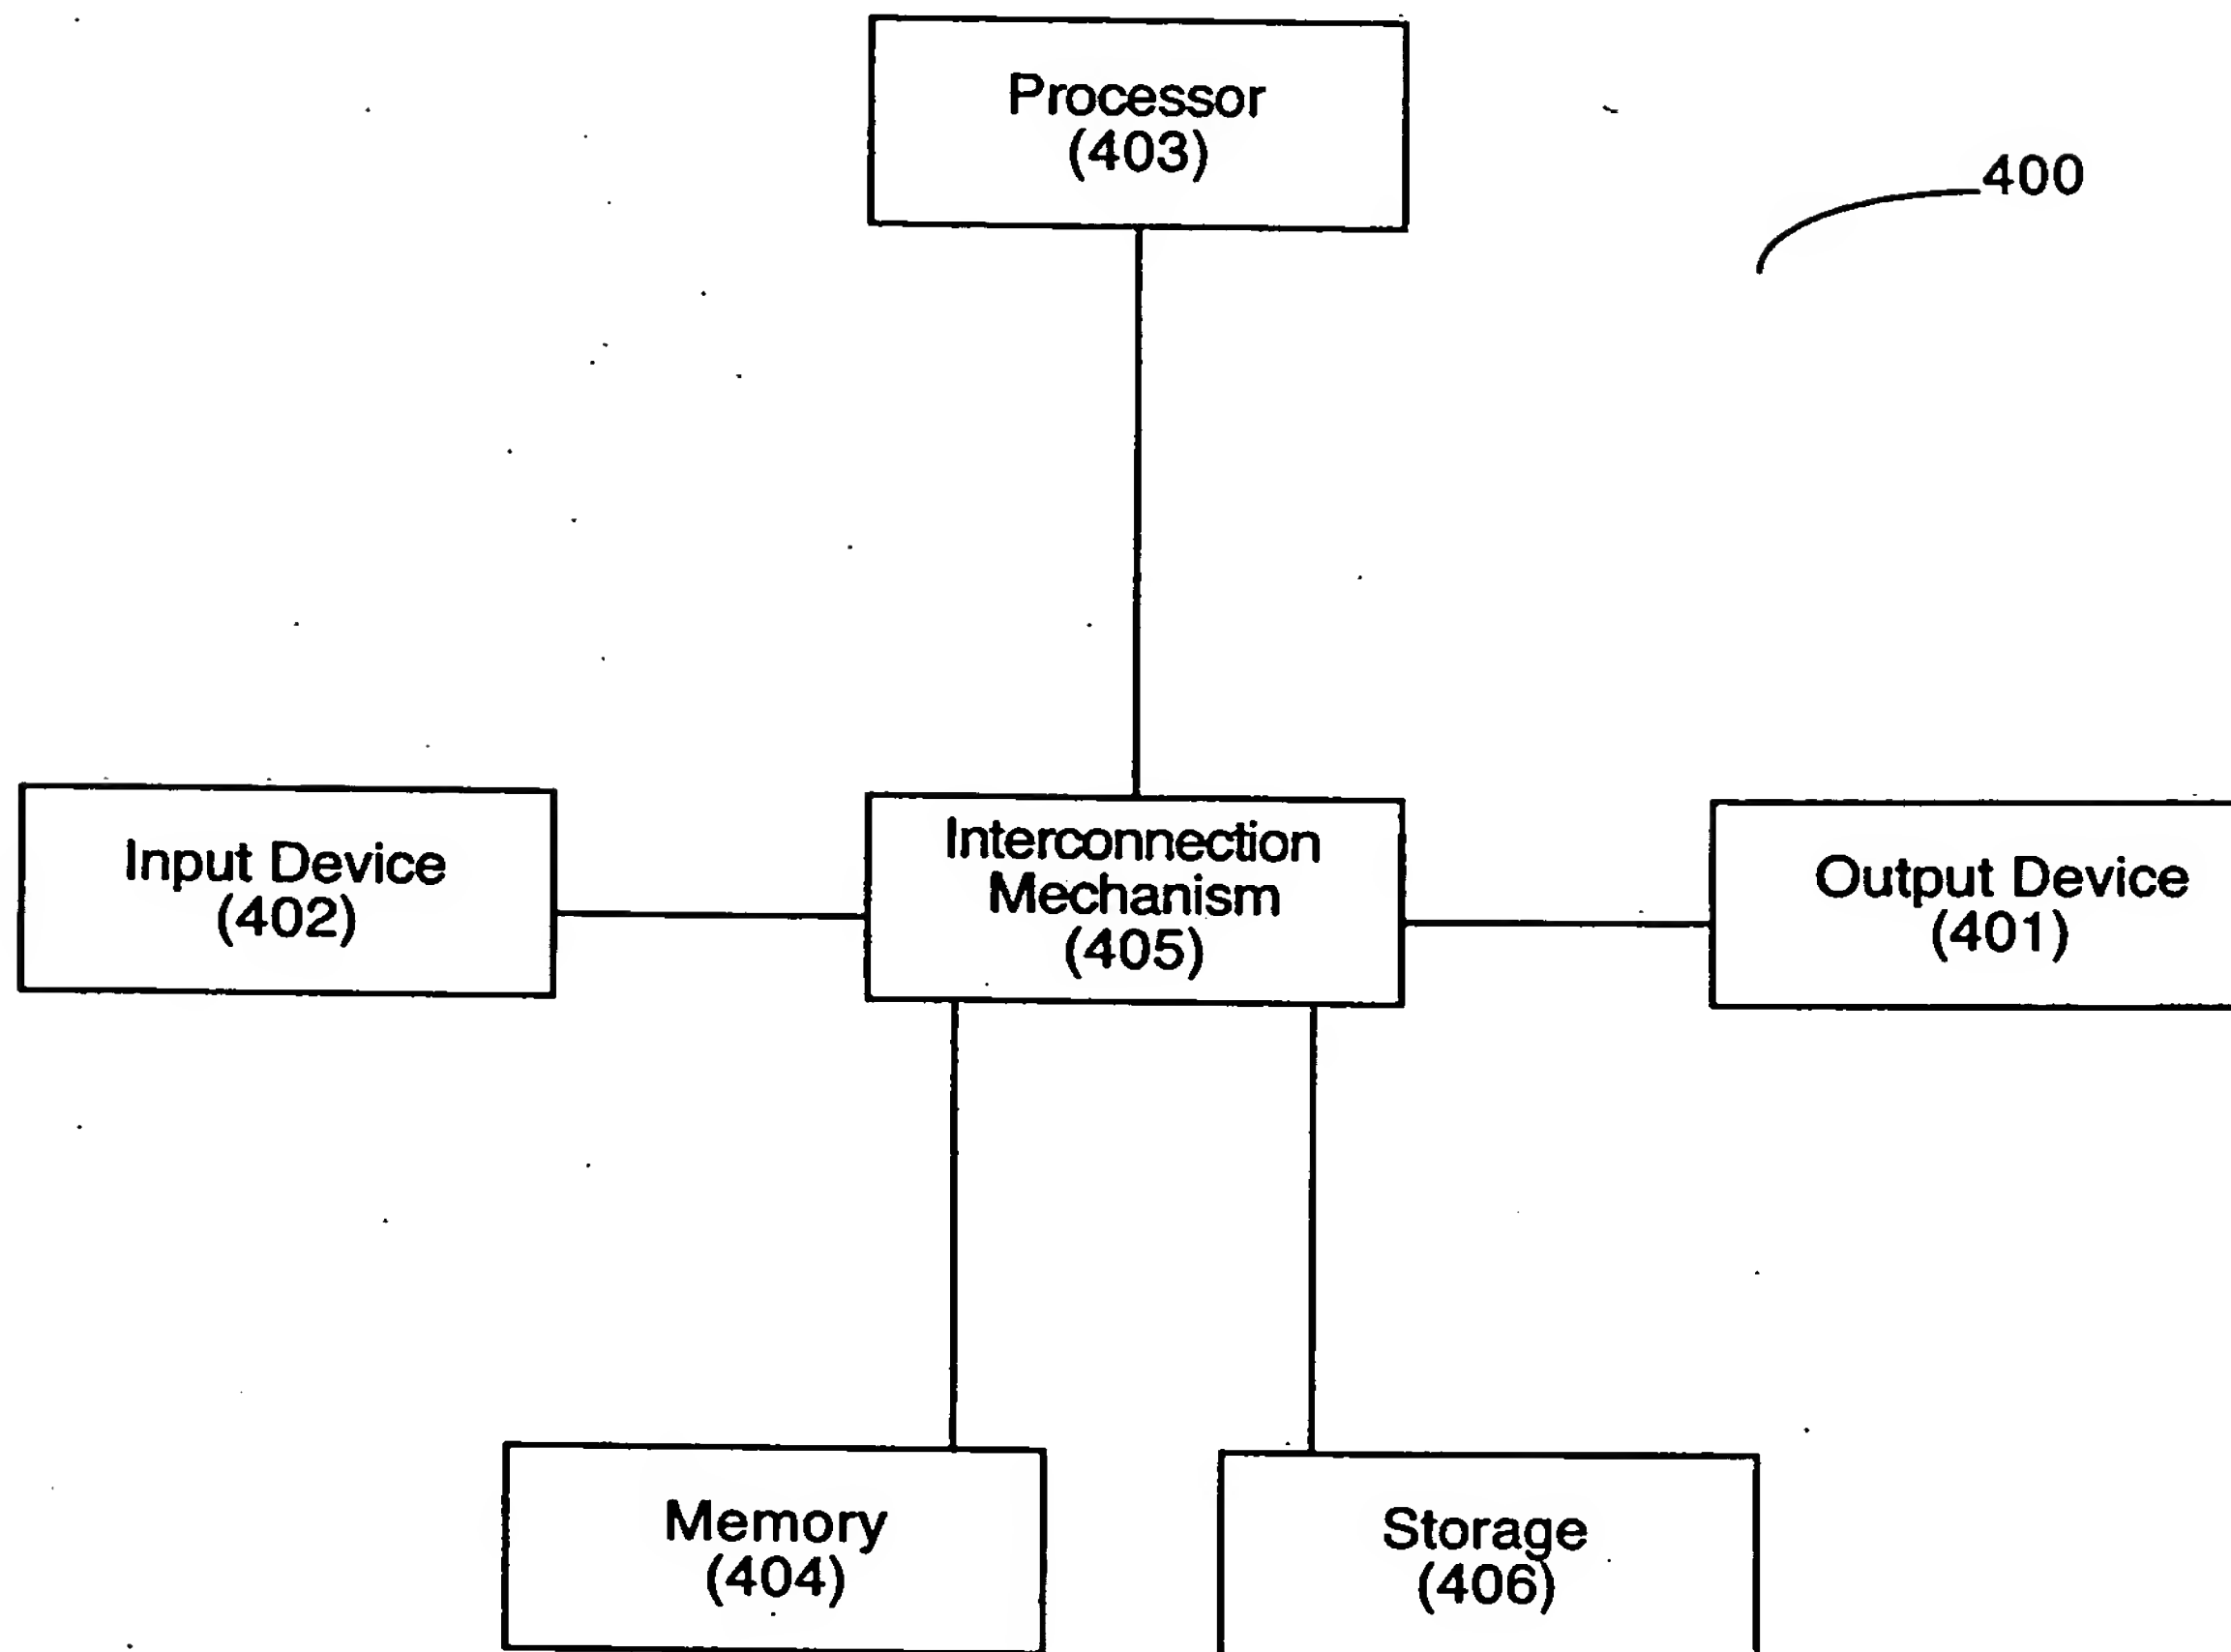 Processor
(403)
400
Input Device
(402)
Interconnection
Mechanism
(405)
Output Device
(401)
Memory
(404)
Storage
(406)